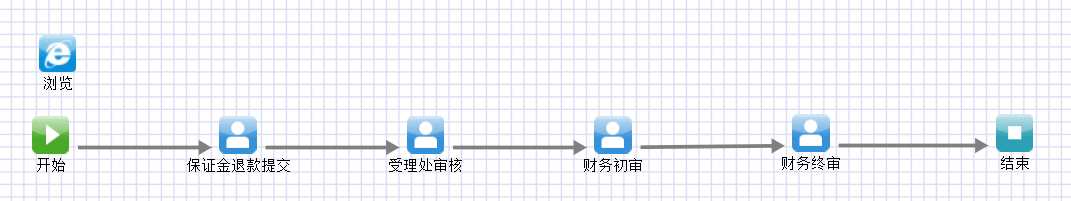 浏览
开始
保证金退款提交
受理处审核
财务初审
财务终审
结束